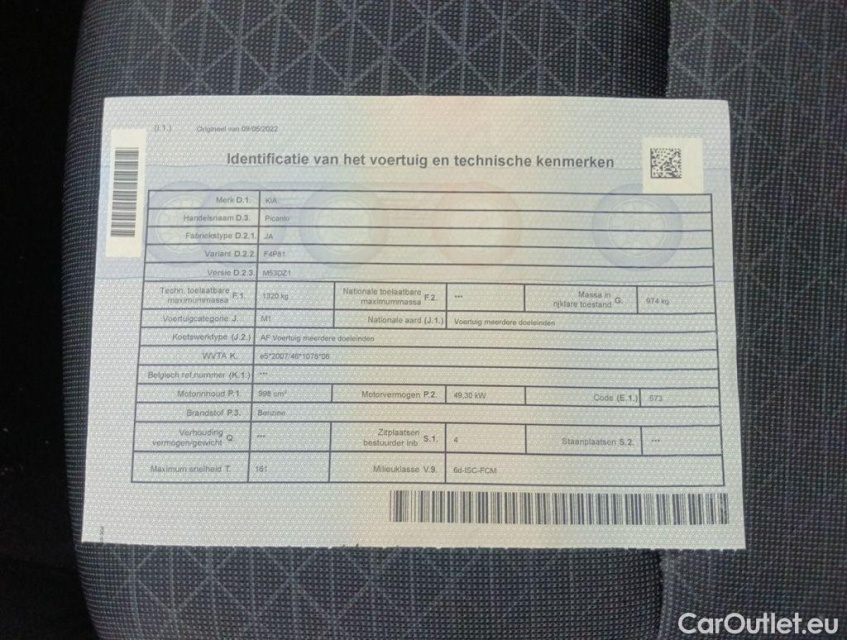 (I.1.) Origineel van 09/05/2022
Identificatie van het voertuig en technische kenmerken
Merk D.1. KIA
Handelsnaam D.3. Picanto
Fabriekstype D.2.1. JA
Variant D.2.2. F4P61
Versie D.2.3. M53DZ1
Techn. toelaatbare maximummassa F.1. 1320 kg Nationale toelaatbare maximummassa F.2. --- Massa in rijklare toestand G. 974 kg
Voertuigcategorie J. M1 Nationale aard (J.1.) Voertuig meerdere doeleinden
Koetswerktype (J.2.) AF Voertuig meerdere doeleinden
WVTA K. e5*2007/46*1078*06
Belgisch ref.nummer (K.1.) ---
Motorinhoud P.1. 998 cm³ Motorvermogen P.2. 49,30 kW Code (E.1.) 573
Brandstof P.3. Benzine
Verhouding vermogen/gewicht Q. --- Zitplaatsen bestuurder inb. S.1. 4 Staanplaatsen S.2. ---
Maximum snelheid T. 161 Milieuklasse V.9. 6d-ISC-FCM
CarOutlet.eu